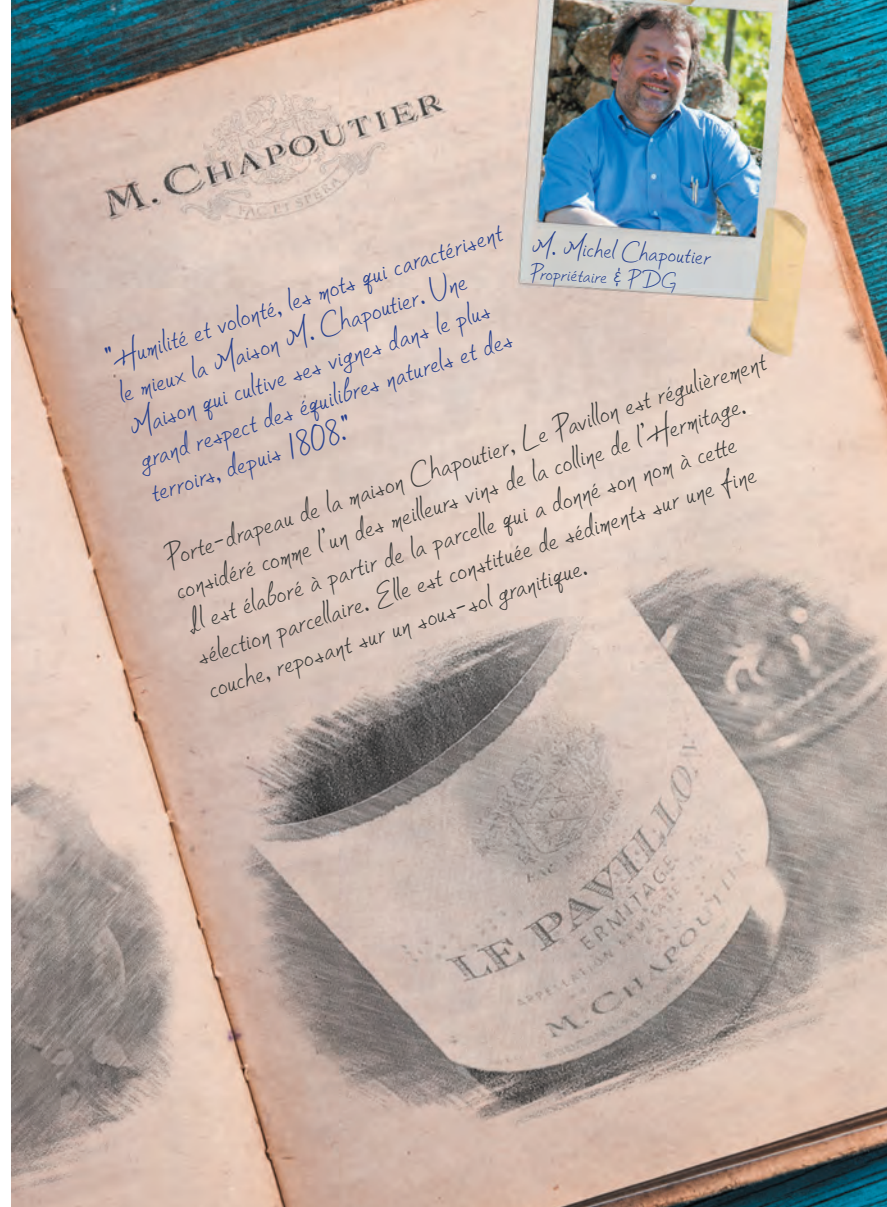 M. CHAPOUTIER
FAC ET SPERA
M. Michel Chapoutier
Propriétaire & PDG
"Humilité et volonté, les mots qui caractérisent
le mieux la Maison M. Chapoutier. Une
Maison qui cultive ses vignes dans le plus
grand respect des équilibres naturels et des
terroirs, depuis 1808."
Porte-drapeau de la maison Chapoutier, Le Pavillon est régulièrement
considéré comme l'un des meilleurs vins de la colline de l'Hermitage.
Il est élaboré à partir de la parcelle qui a donné son nom à cette
sélection parcellaire. Elle est constituée de sédiments sur une fine
couche, reposant sur un sous-sol granitique.
LE PAVILLON
ERMITAGE
APPELLATION
M. CHAPOUTIER